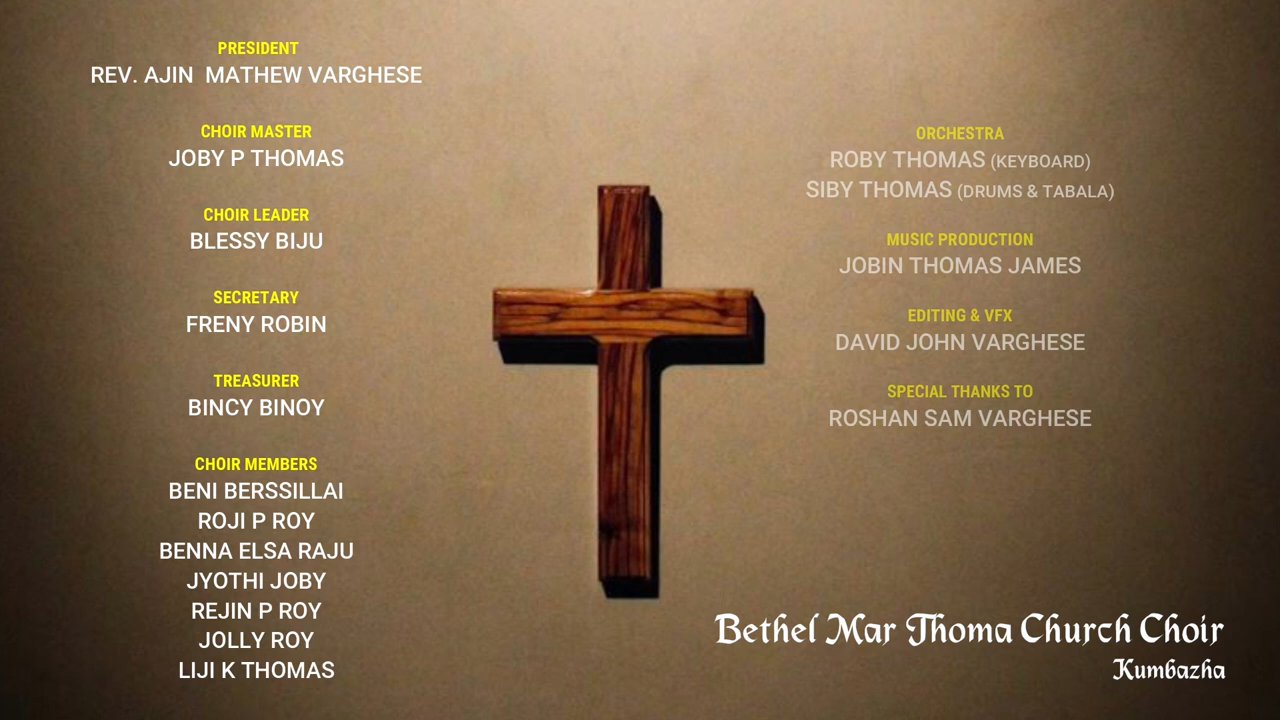 PRESIDENT
REV. AJIN MATHEW VARGHESE
CHOIR MASTER
JOBY P THOMAS
CHOIR LEADER
BLESSY BIJU
SECRETARY
FRENY ROBIN
TREASURER
BINCY BINOY
CHOIR MEMBERS
BENI BERSSILLAI
ROJI P ROY
BENNA ELSA RAJU
JYOTHI JOBY
REJIN P ROY
JOLLY ROY
LIJI K THOMAS
ORCHESTRA
ROBY THOMAS (KEYBOARD)
SIBY THOMAS (DRUMS & TABALA)
MUSIC PRODUCTION
JOBIN THOMAS JAMES
EDITING & VFX
DAVID JOHN VARGHESE
SPECIAL THANKS TO
ROSHAN SAM VARGHESE
Bethel Mar Thoma Church Choir
Kumbazha